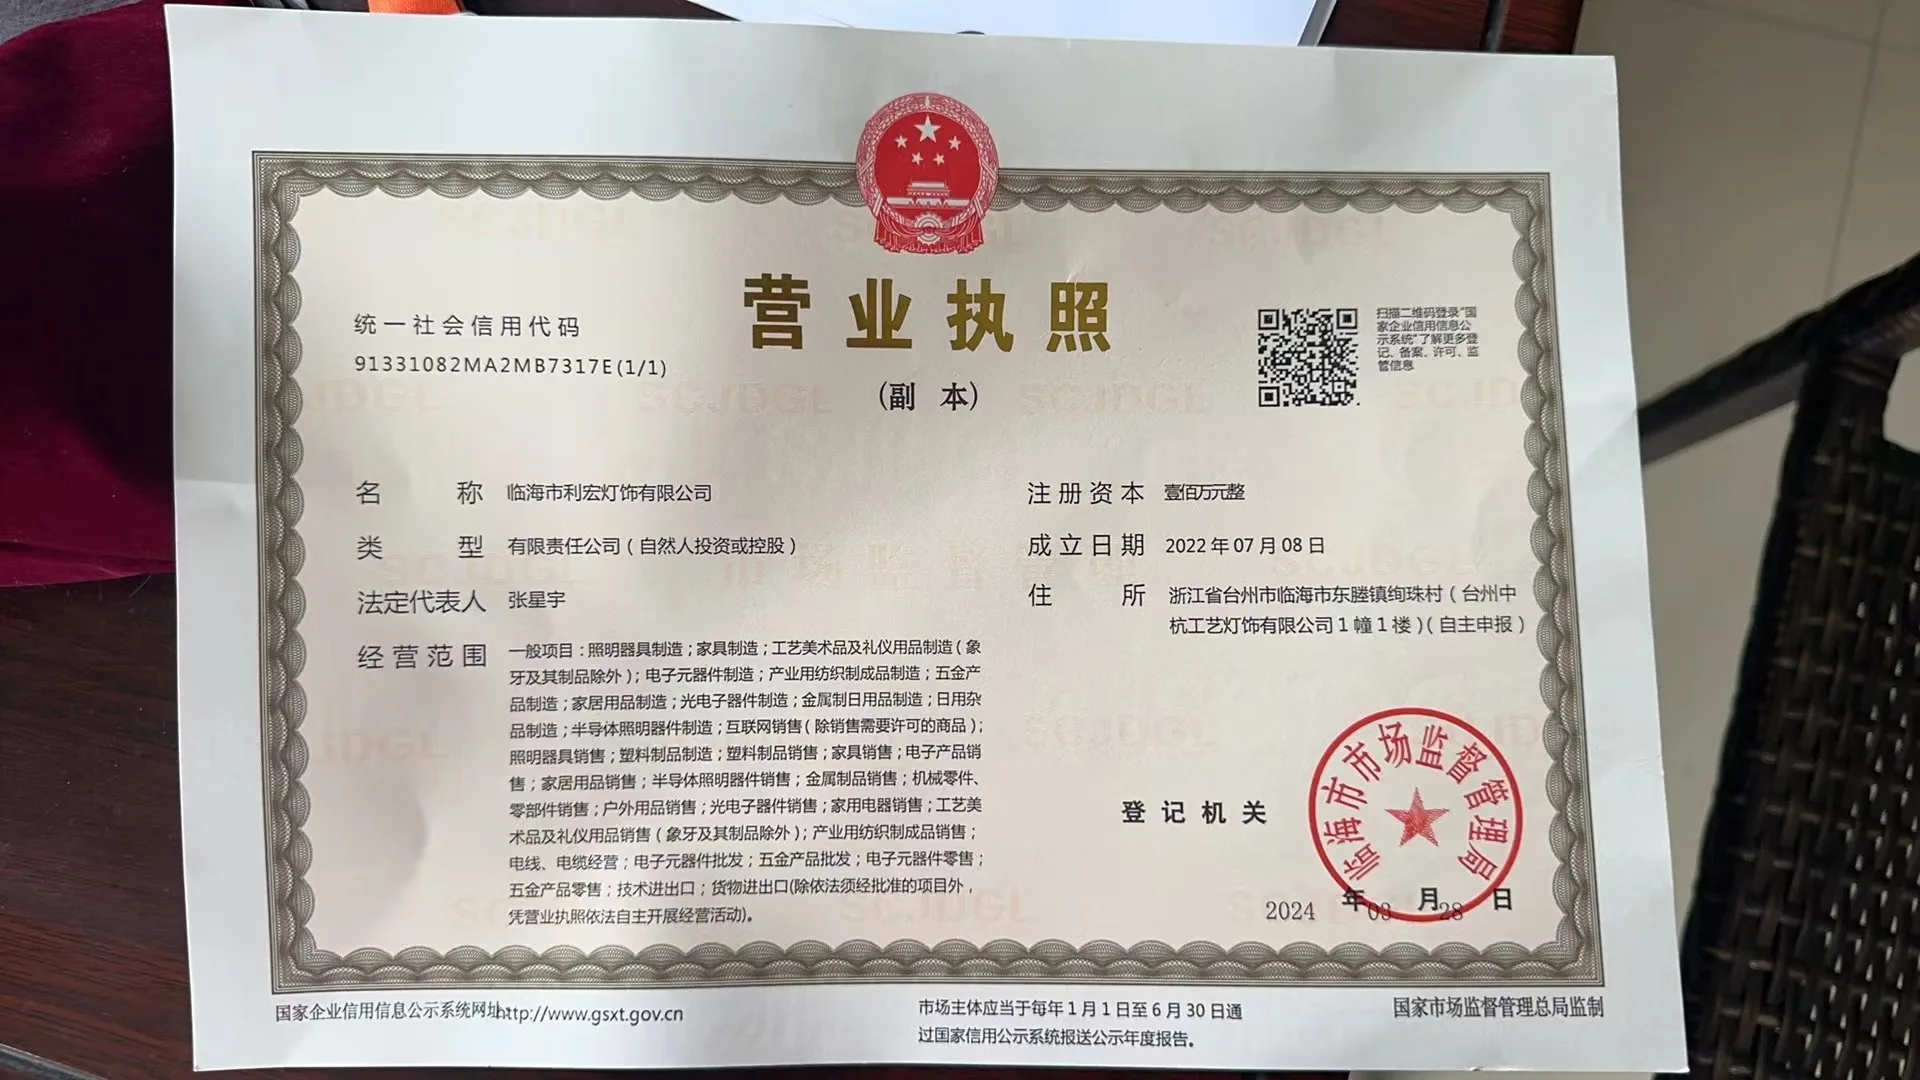 营业执照
(副 本)
统一社会信用代码
91331082MA2MB7317E(1/1)
扫描二维码登录“国
家企业信用信息公
示系统”了解更多登
记、备案、许可、监
管信息
名 称 临海市利宏灯饰有限公司
类 型 有限责任公司（自然人投资或控股）
法定代表人 张星宇
经营范围 一般项目：照明器具制造；家具制造；工艺美术品及礼仪用品制造（象
牙及其制品除外）；电子元器件制造；产业用纺织制成品制造；五金产
品制造；家居用品制造；光电子器件制造；金属制日用品制造；日用杂
品制造；半导体照明器件制造；互联网销售（除销售需要许可的商品）；
照明器具销售；塑料制品制造；塑料制品销售；家具销售；电子产品销
售；家居用品销售；半导体照明器件销售；金属制品销售；机械零件、
零部件销售；户外用品销售；光电子器件销售；家用电器销售；工艺美
术品及礼仪用品销售（象牙及其制品除外）；产业用纺织制成品销售；
电线、电缆经营；电子元器件批发；五金产品批发；电子元器件零售；
五金产品零售；技术进出口；货物进出口(除依法须经批准的项目外，
凭营业执照依法自主开展经营活动)。
注册资本 壹佰万元整
成立日期 2022年07月08日
住 所 浙江省台州市临海市东塍镇绚珠村（台州中
杭工艺灯饰有限公司1幢1楼）（自主申报）
登记机关
临海市市场监督管理局
2024 年 03 月 28 日
国家企业信用信息公示系统网址:http://www.gsxt.gov.cn
市场主体应当于每年1月1日至6月30日通
过国家信用公示系统报送公示年度报告。
国家市场监督管理总局监制